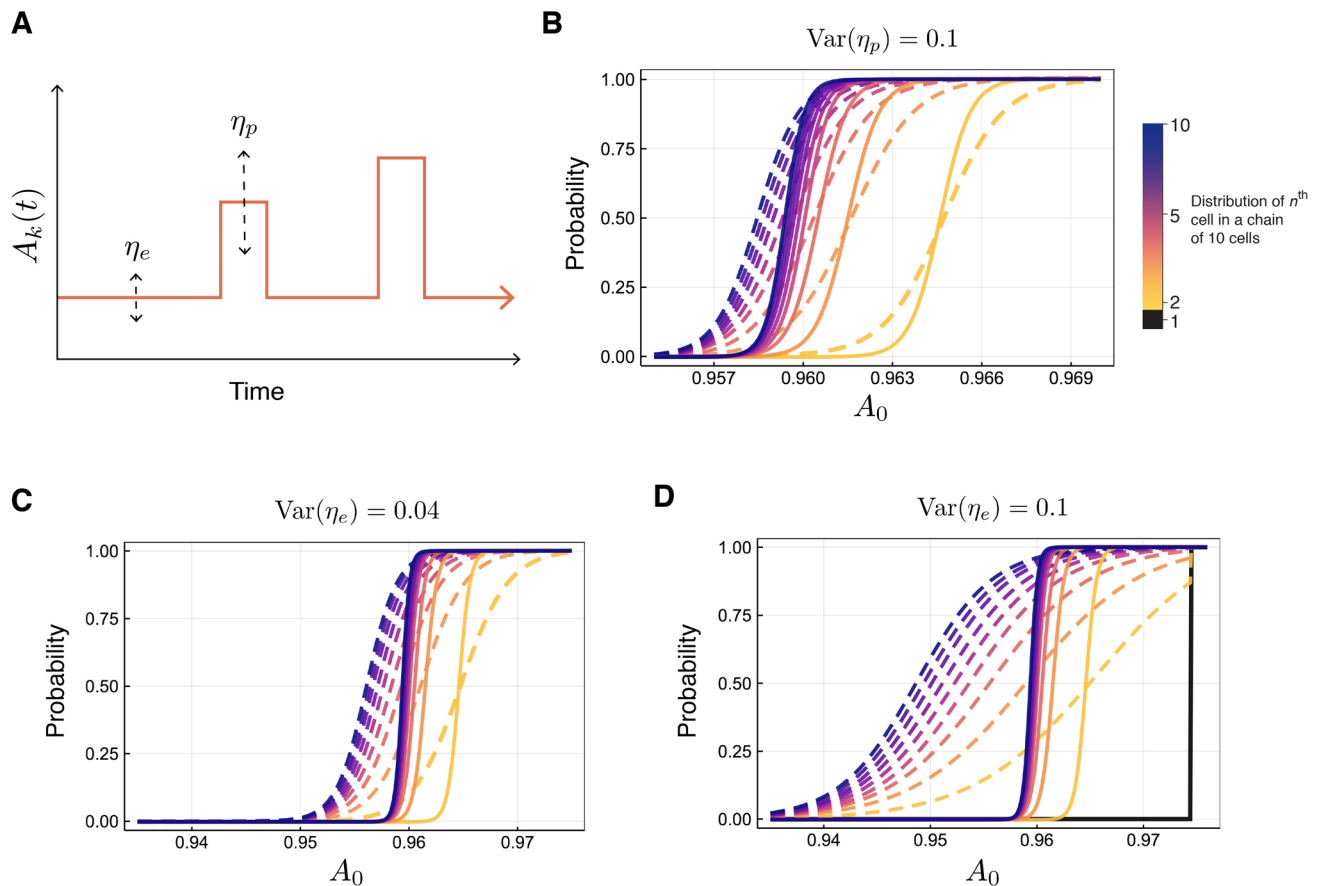 A
η_p
η_e
A_k(t)
Time
B
Var(η_p) = 0.1
1.00
0.75
0.50
0.25
0.00
Probability
0.957
0.960
0.963
0.966
0.969
A_0
10
5
2
1
Distribution of n^th
cell in a chain
of 10 cells
C
Var(η_e) = 0.04
1.00
0.75
0.50
0.25
0.00
Probability
0.94
0.95
0.96
0.97
A_0
D
Var(η_e) = 0.1
1.00
0.75
0.50
0.25
0.00
Probability
0.94
0.95
0.96
0.97
A_0